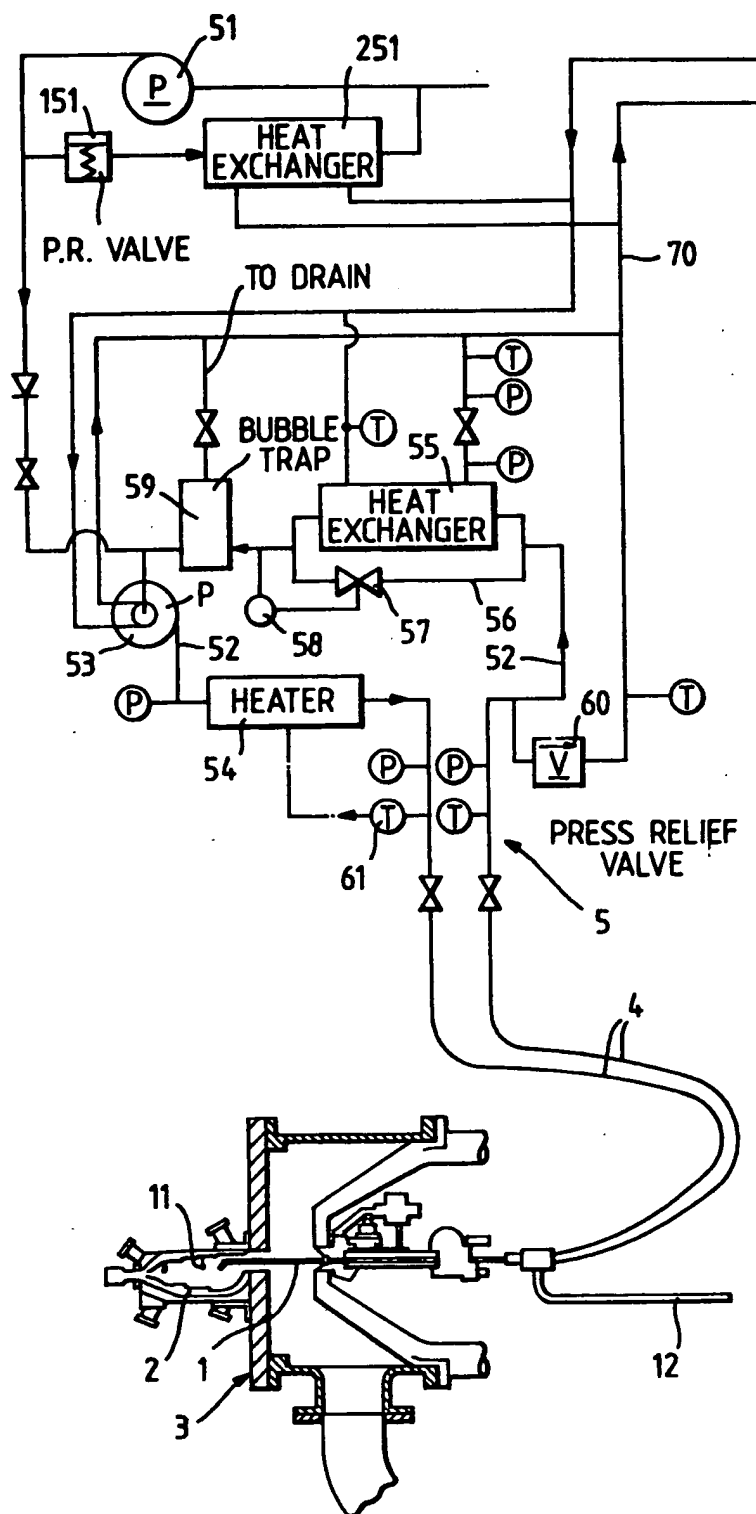 51
P
251
151
HEAT
EXCHANGER
P.R. VALVE
70
TO DRAIN
T
P
BUBBLE
TRAP
T
55
P
59
HEAT
EXCHANGER
P
53
52
58
57
56
52
P
HEATER
54
60
V
T
P
P
T
T
61
PRESS RELIEF
VALVE
5
4
11
2
1
3
12